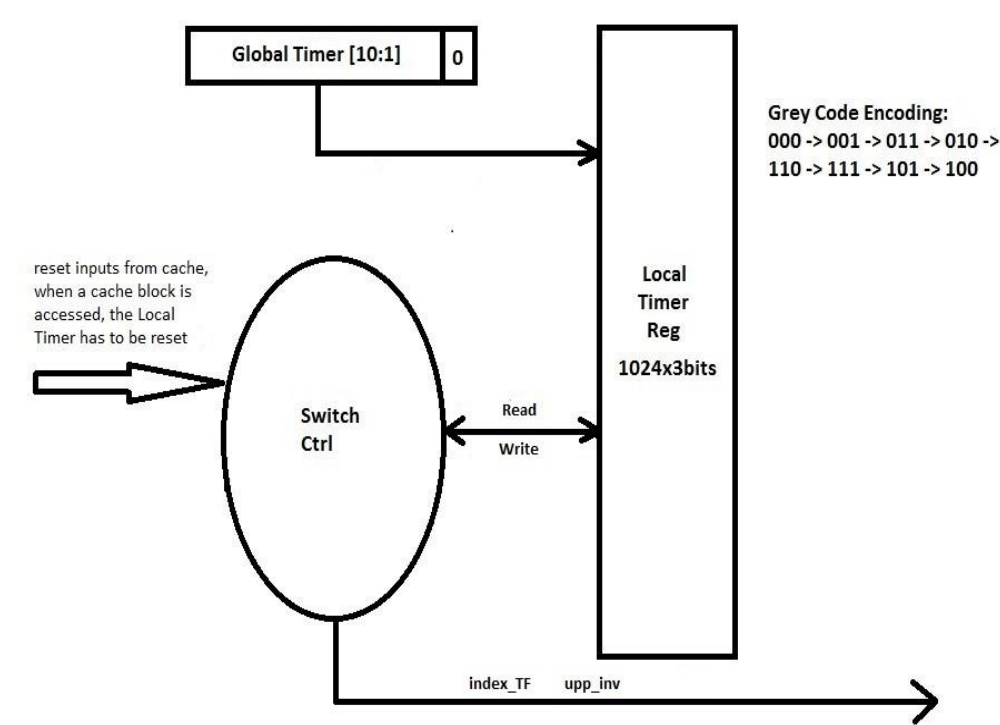 Global Timer [10:1] 0
Grey Code Encoding:
000 -> 001 -> 011 -> 010 ->
110 -> 111 -> 101 -> 100
reset inputs from cache,
when a cache block is
accessed, the Local
Timer has to be reset
Local
Timer
Reg
1024x3bits
Switch
Ctrl
Read
Write
index_TF upp_inv